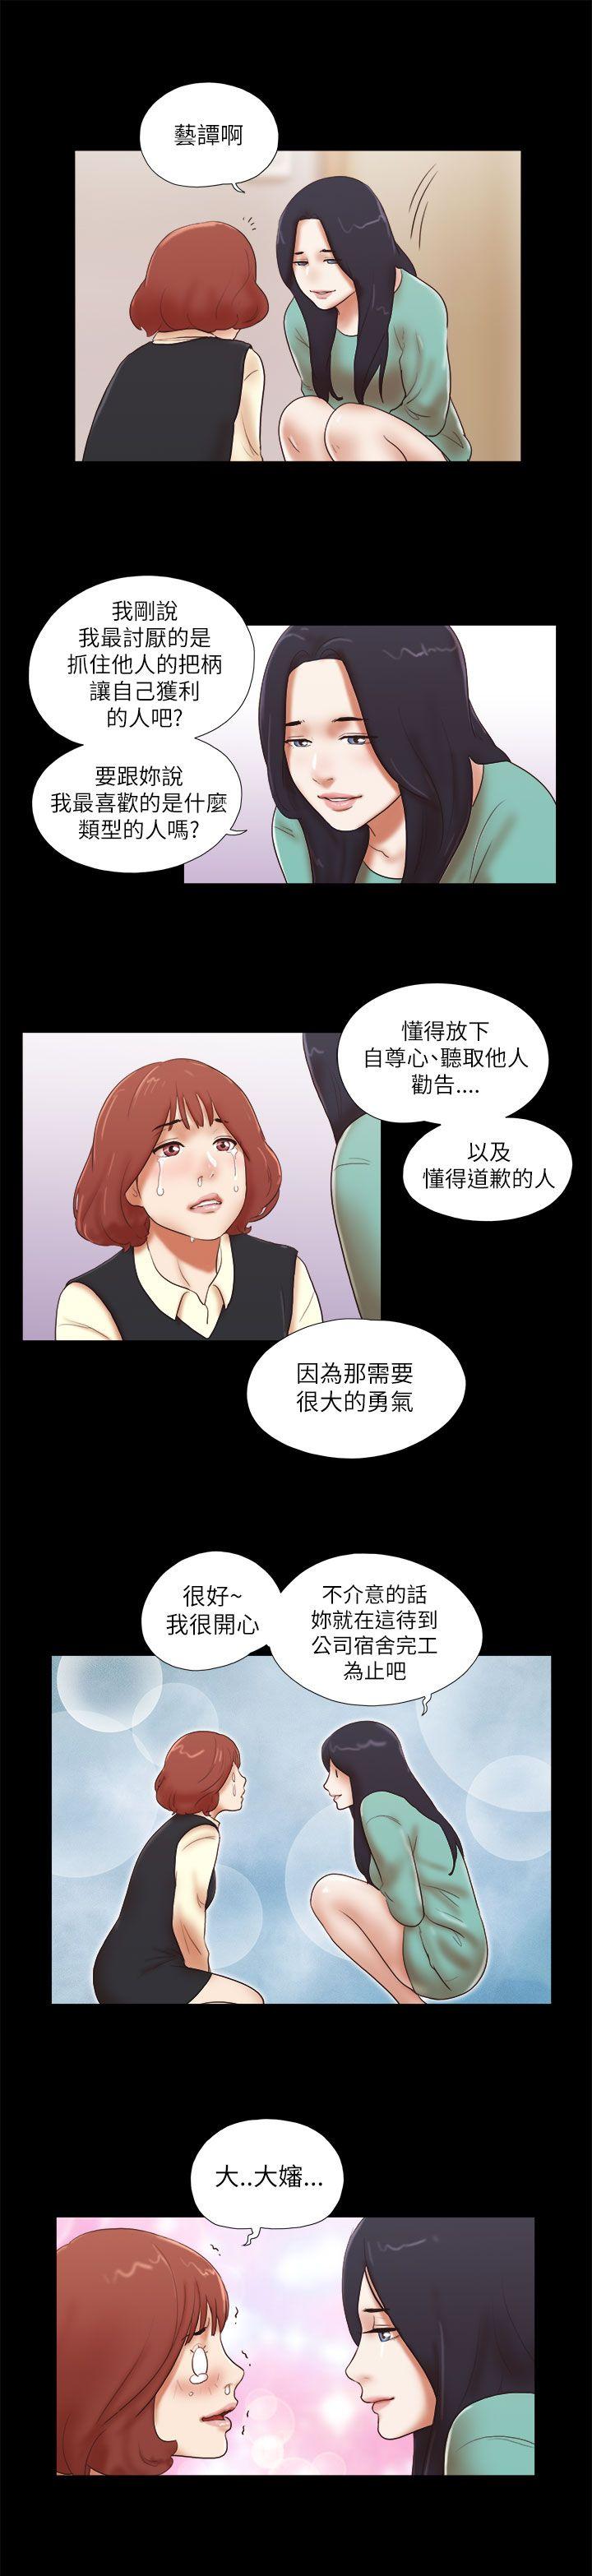 藝譚啊
我剛說
我最討厭的是
抓住他人的把柄
讓自己獲利
的人吧?
要跟妳說
我最喜歡的是什麼
類型的人嗎?
懂得放下
自尊心、聽取他人
勸告....
以及
懂得道歉的人
因為那需要
很大的勇氣
很好~
我很開心
不介意的話
妳就在這待到
公司宿舍完工
為止吧
大..大嬸...